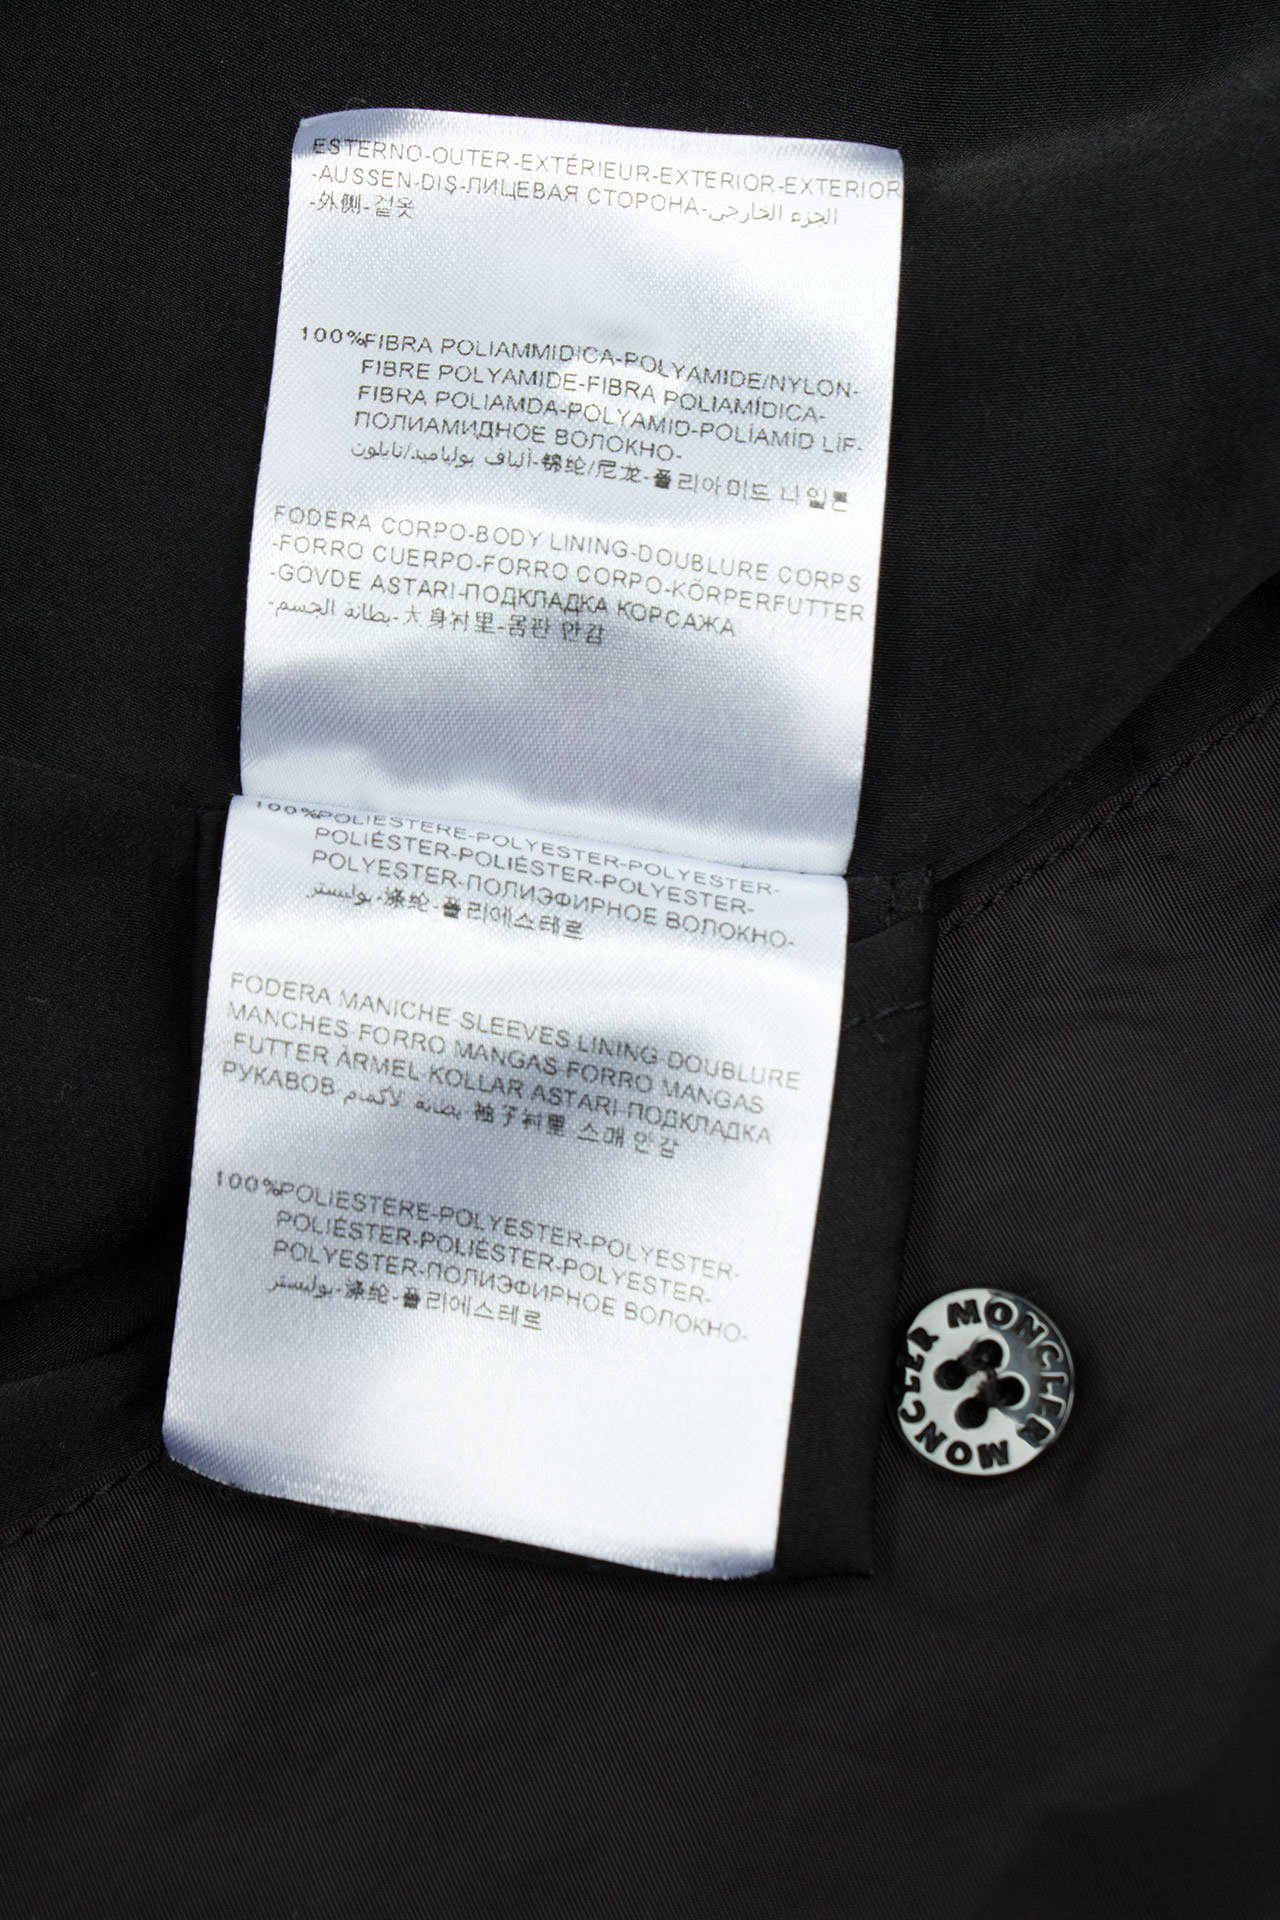 ESTERNO-OUTER-EXTÉRIEUR-EXTERIOR-EXTERIOR
-AUSSEN-DIŞ-ЛИЦЕВАЯ СТОРОНА-الجزء الخارجي
-外側-겉옷
100%FIBRA POLIAMMIDICA-POLYAMIDE/NYLON-
FIBRE POLYAMIDE-FIBRA POLIAMÍDICA-
FIBRA POLIAMDA-POLYAMID-POLİAMİD LİF-
ПОЛИАМИДНОЕ ВОЛОКНО-
ألياف بولياميد/نايلون-锦纶/尼龙-폴리아미드 나일론
FODERA CORPO-BODY LINING-DOUBLURE CORPS
-FORRO CUERPO-FORRO CORPO-KÖRPERFUTTER
-GÖVDE ASTARI-ПОДКЛАДКА КОРСАЖА
-بطانة الجسم-大身衬里-몸판 안감
100%POLIESTERE-POLYESTER-POLYESTER-
POLIÉSTER-POLIÉSTER-POLYESTER-
POLYESTER-ПОЛИЭФИРНОЕ ВОЛОКНО-
بوليستر-涤纶-폴리에스테르
FODERA MANICHE-SLEEVES LINING-DOUBLURE
MANCHES-FORRO MANGAS-FORRO MANGAS
-FUTTER ÄRMEL-KOLLAR ASTARI-ПОДКЛАДКА
РУКАВОВ-بطانة لأكمام-袖子衬里-소매 안감
100%POLIESTERE-POLYESTER-POLYESTER-
POLIÉSTER-POLIÉSTER-POLYESTER-
POLYESTER-ПОЛИЭФИРНОЕ ВОЛОКНО-
بوليستر-涤纶-폴리에스테르
MONCLER MONCLER